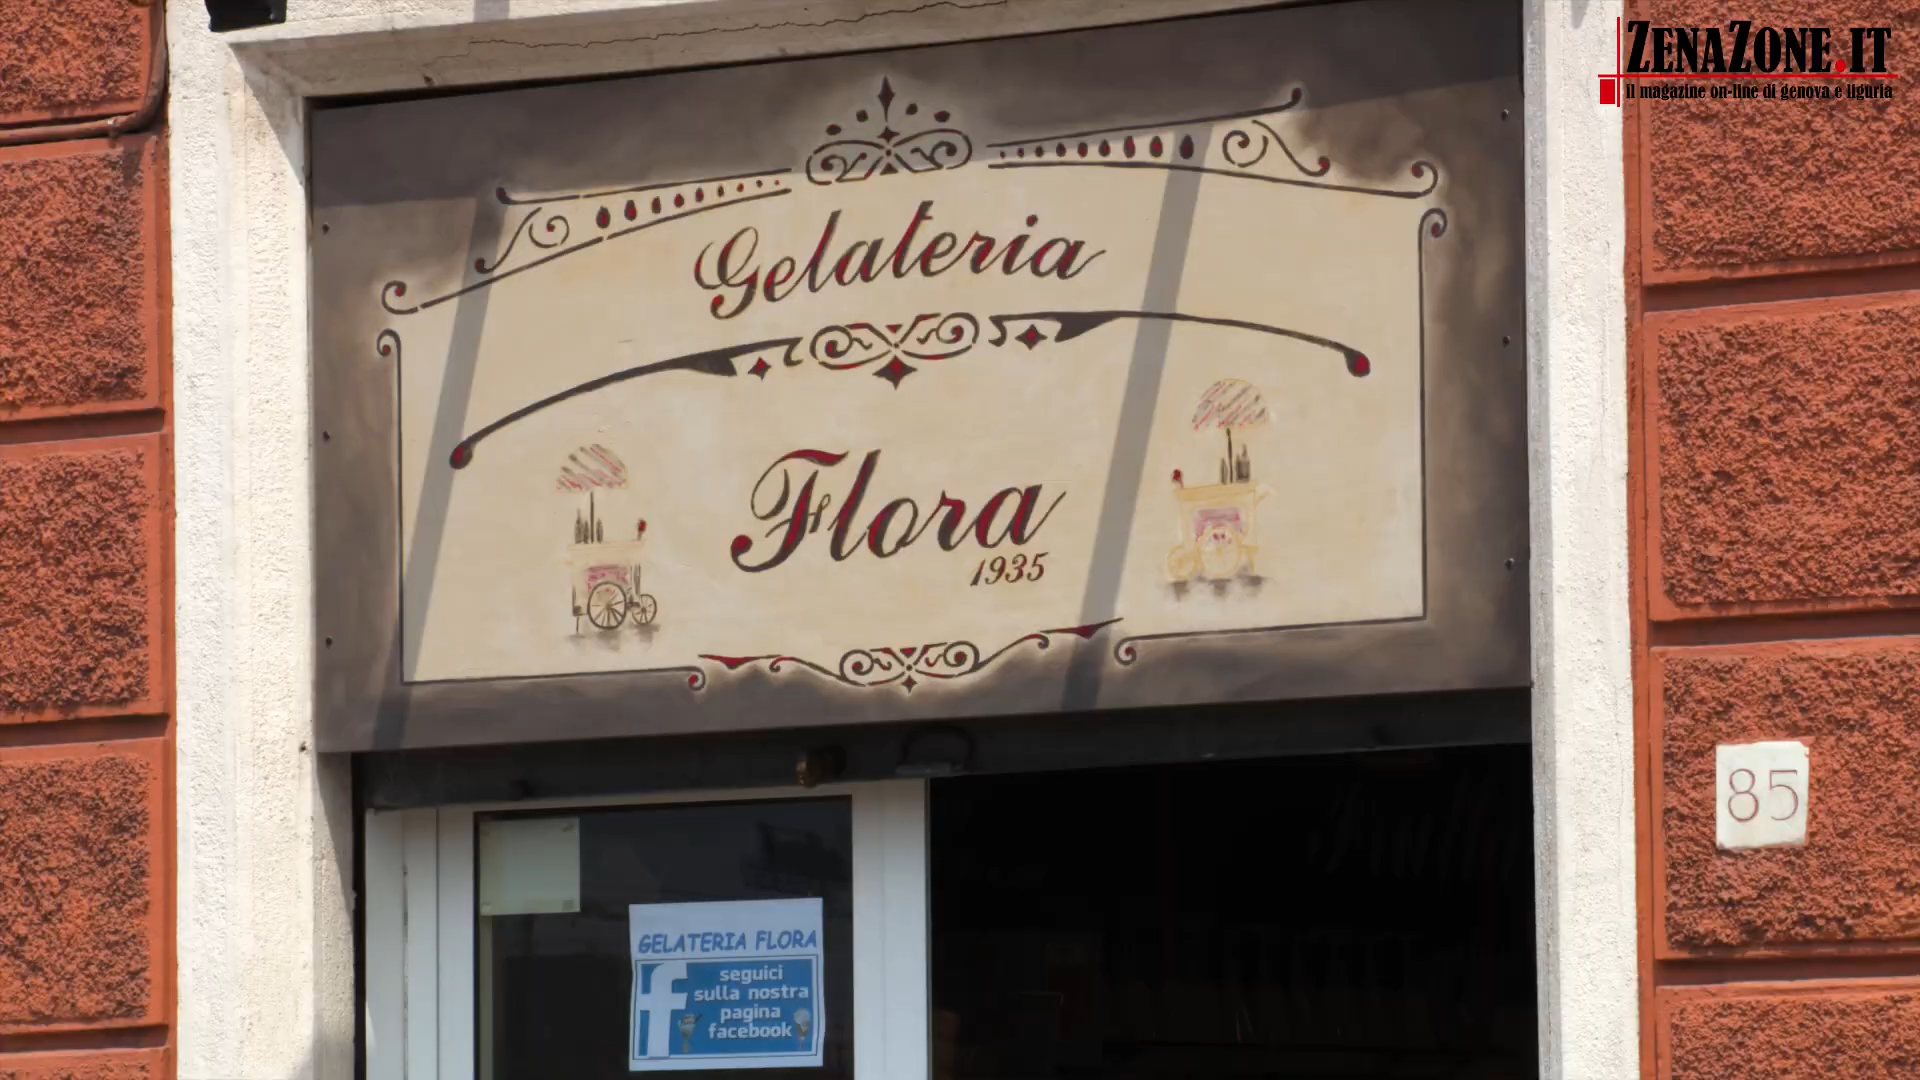 ZENAZONE.IT
il magazine on-line di genova e liguria
Gelateria
Flora
1935
85
GELATERIA FLORA
seguici
sulla nostra
pagina
facebook